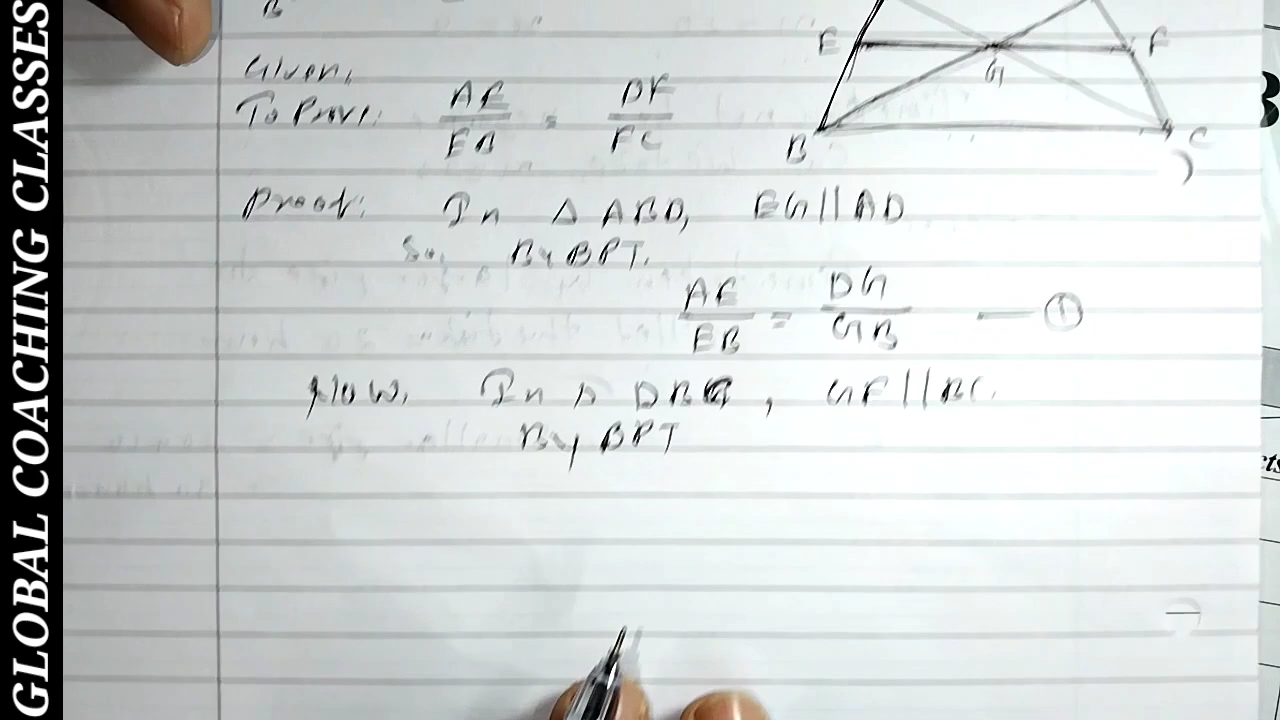 GLOBAL COACHING CLASSES
B
E F
G
B C
Given,
To Prove: AE/EB = DF/FC
Proof: In △ ABD, EG||AD
So, By BPT,
AE/EB = DG/GB — ①
Now, In △ DBC, GF||BC.
By BPT